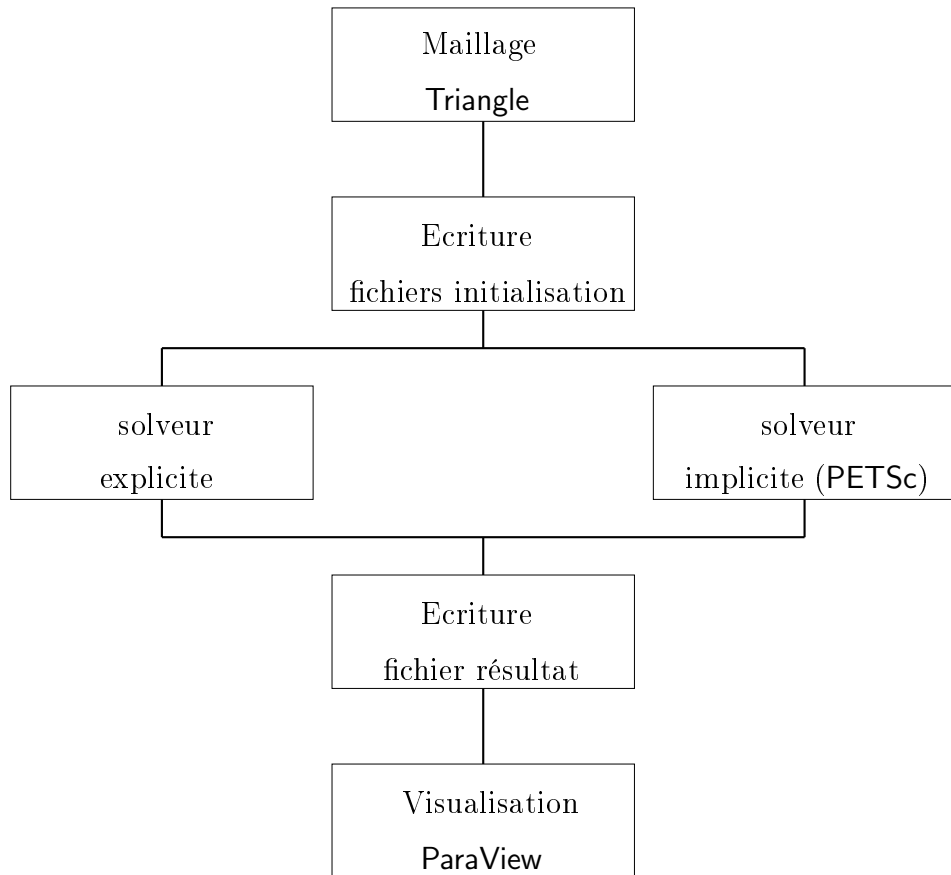 Maillage
Triangle
Ecriture
fichiers initialisation
solveur
explicite
solveur
implicite (PETSc)
Ecriture
fichier résultat
Visualisation
ParaView